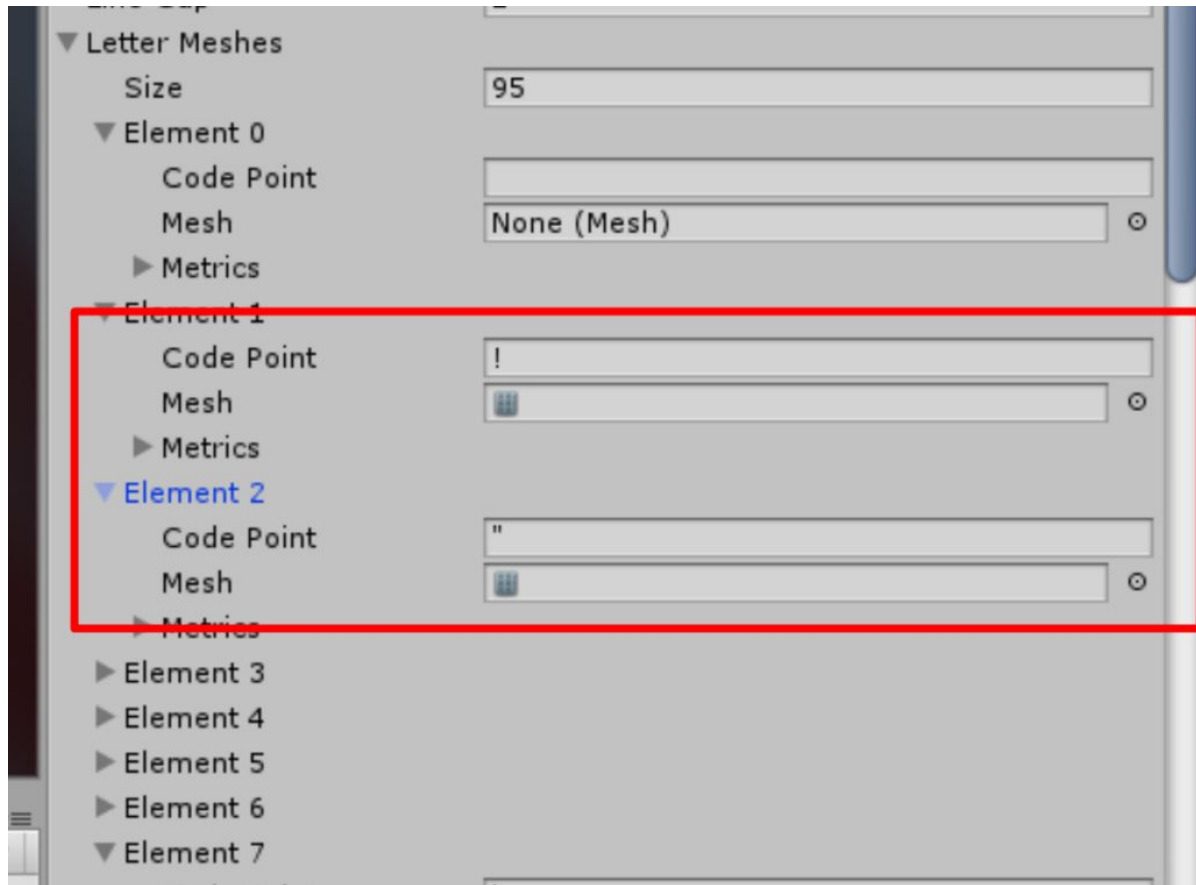 Letter Meshes
Size 95
Element 0
Code Point
Mesh None (Mesh)
Metrics
Element 1
Code Point !
Mesh
Metrics
Element 2
Code Point "
Mesh
Metrics
Element 3
Element 4
Element 5
Element 6
Element 7